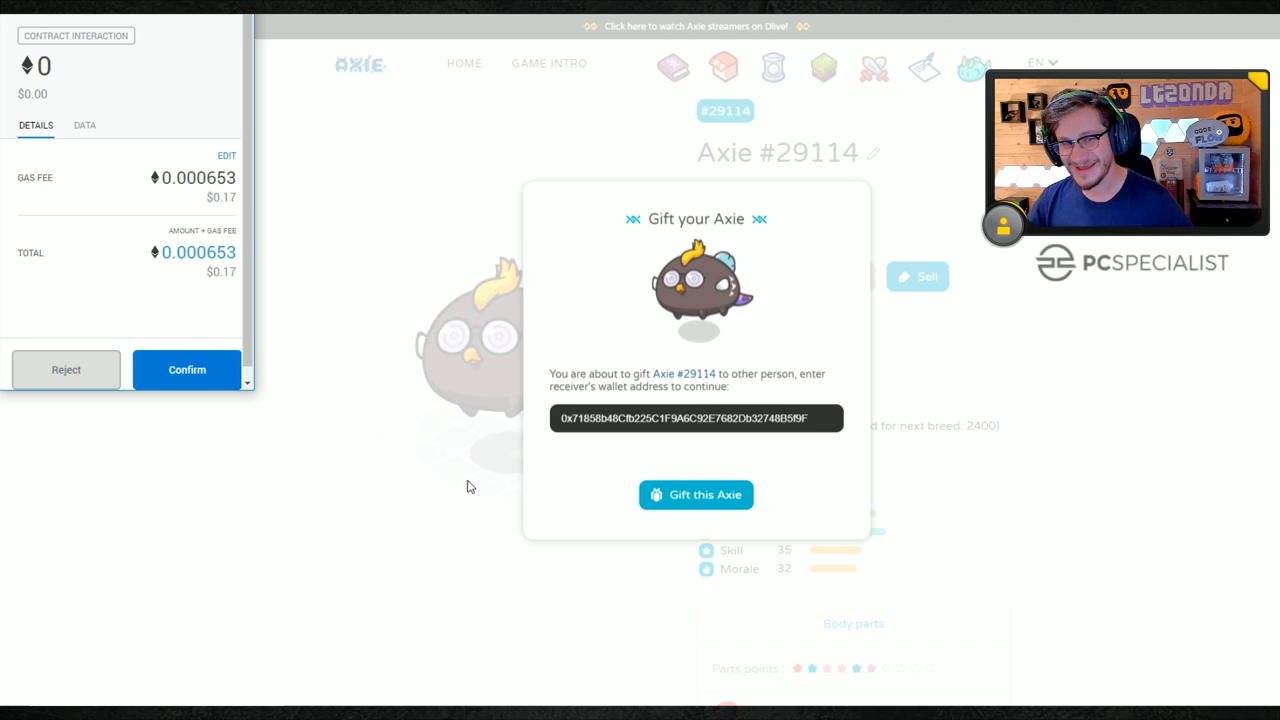 CONTRACT INTERACTION
0
$0.00
DETAILS DATA
EDIT
GAS FEE 0.000653
$0.17
AMOUNT + GAS FEE
TOTAL 0.000653
$0.17
Reject Confirm
Click here to watch Axie streamers on Dlive!
AXIE HOME GAME INTRO EN
#29114
Axie #29114
Gift your Axie
You are about to gift Axie #29114 to other person, enter
receiver's wallet address to continue:
0x71858b48Cfb225C1F9A6C92E7682Db32748B5f9F
Gift this Axie
Sell
d for next breed: 2400)
Skill 35
Morale 32
Body parts
Parts points :
LTZONDA
CODE
FLOW
PCSPECIALIST